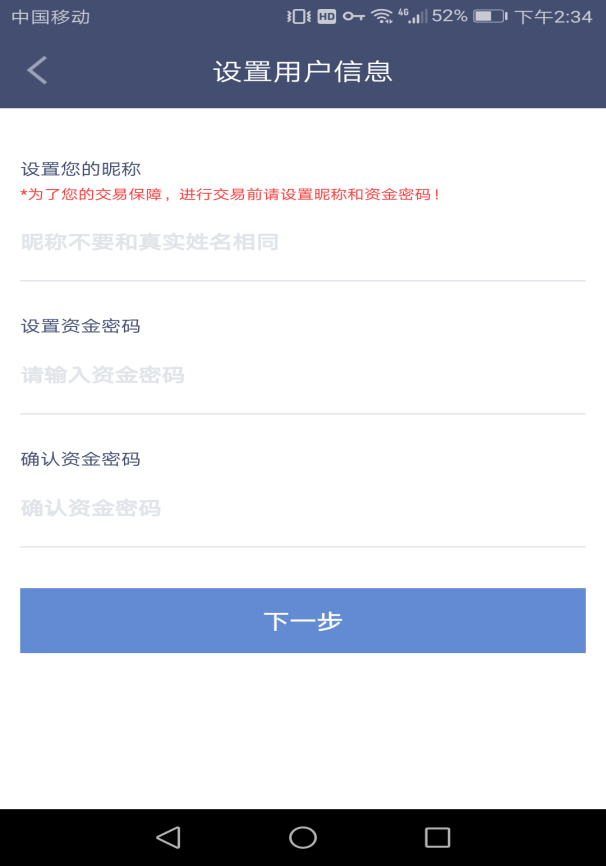 中国移动 HD 4G 52% 下午2:34
设置用户信息
设置您的昵称
*为了您的交易保障，进行交易前请设置昵称和资金密码！
昵称不要和真实姓名相同
设置资金密码
请输入资金密码
确认资金密码
确认资金密码
下一步